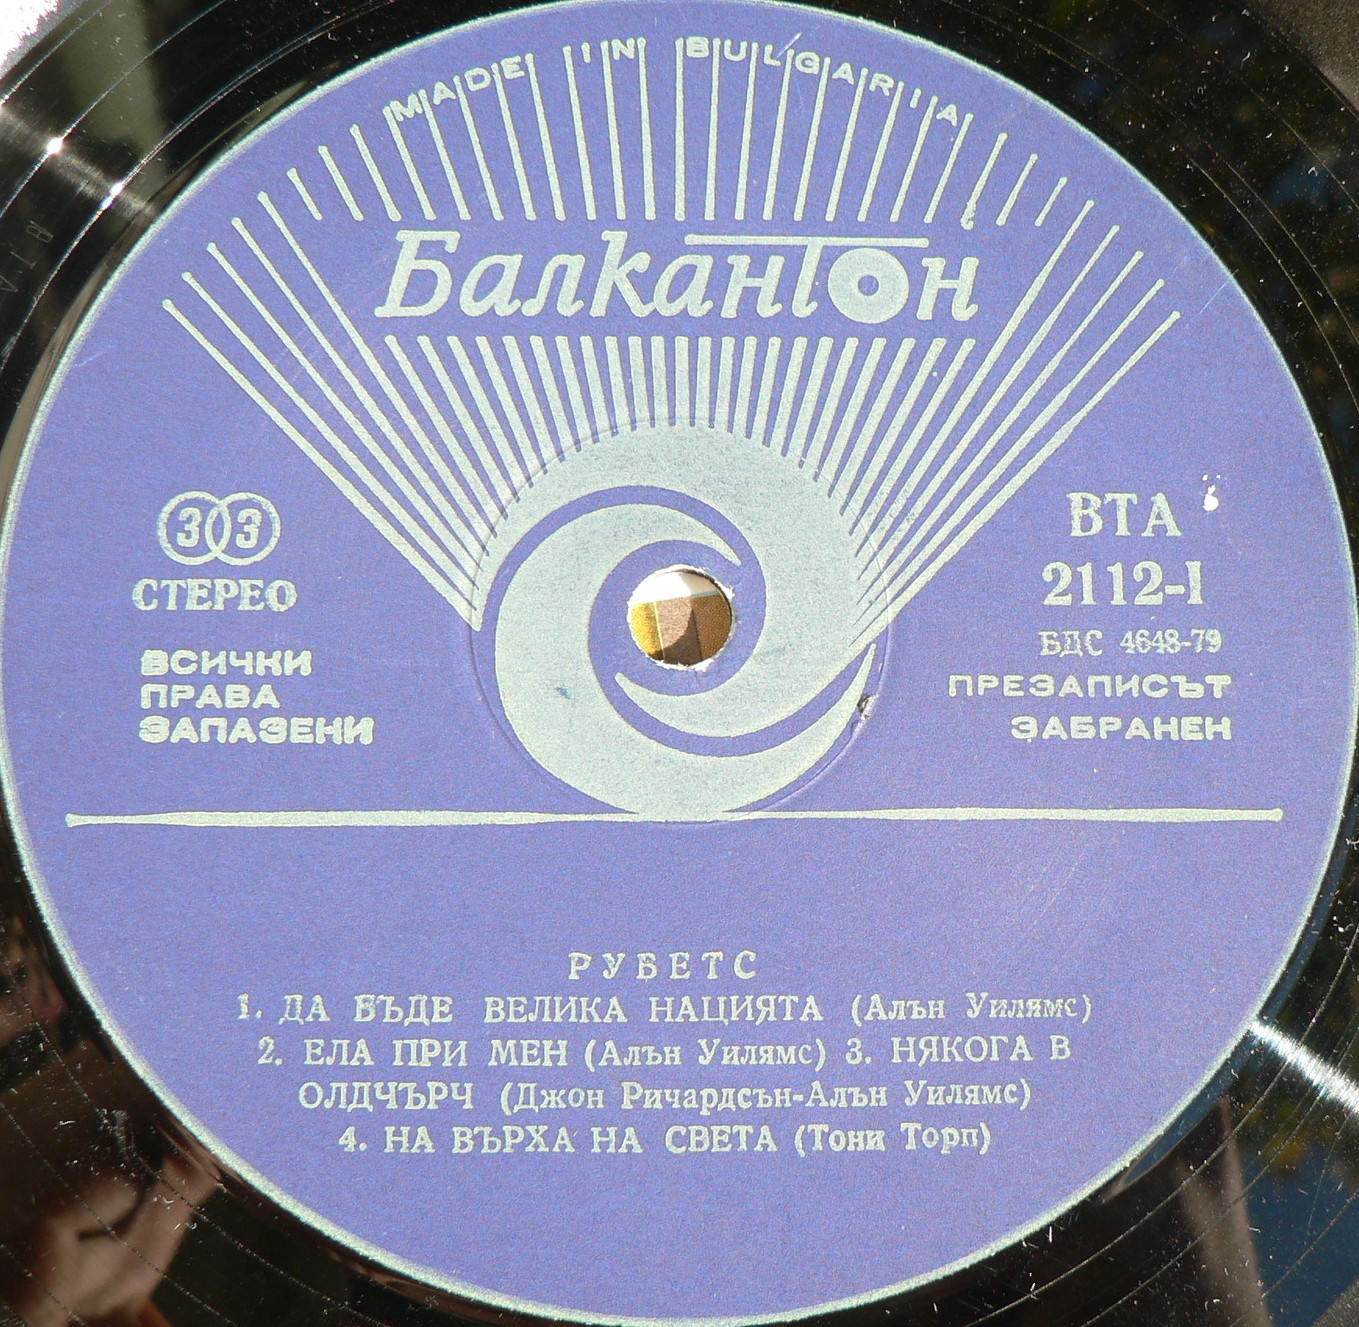 MADE IN BULGARIA
Балкантон
33
СТЕРЕО
ВСИЧКИ
ПРАВА
ЗАПАЗЕНИ
ВТА
2112-I
БДС 4648-79
ПРЕЗАПИСЪТ
ЗАБРАНЕН
РУБЕТС
1. ДА БЪДЕ ВЕЛИКА НАЦИЯТА (Алън Уилямс)
2. ЕЛА ПРИ МЕН (Алън Уилямс) 3. НЯКОГА В
ОЛДЧЪРЧ (Джон Ричардсън-Алън Уилямс)
4. НА ВЪРХА НА СВЕТА (Тони Торп)